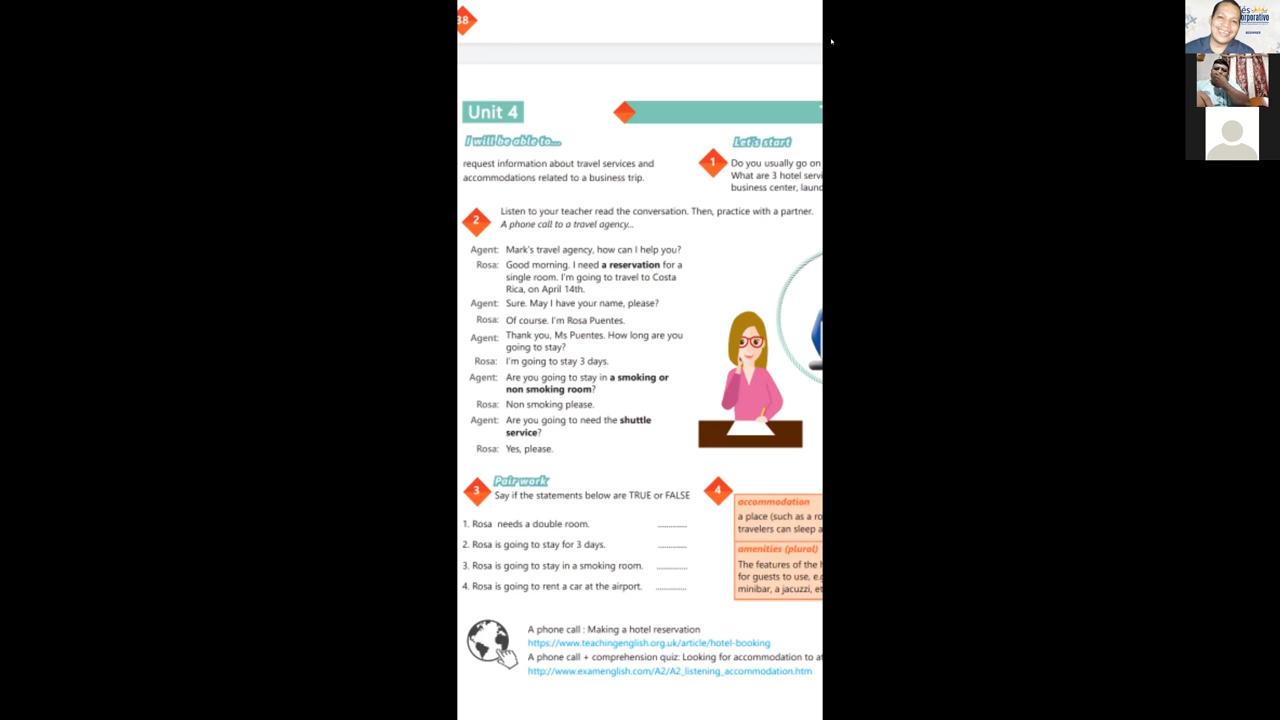 38
Unit 4
I will be able to...
request information about travel services and
accommodations related to a business trip.
Let's start
1
Do you usually go on
What are 3 hotel servi
business center, laund
2
Listen to your teacher read the conversation. Then, practice with a partner.
A phone call to a travel agency...
Agent: Mark's travel agency, how can I help you?
Rosa: Good morning. I need a reservation for a
single room. I'm going to travel to Costa
Rica, on April 14th.
Agent: Sure. May I have your name, please?
Rosa: Of course. I'm Rosa Puentes.
Agent: Thank you, Ms Puentes. How long are you
going to stay?
Rosa: I'm going to stay 3 days.
Agent: Are you going to stay in a smoking or
non smoking room?
Rosa: Non smoking please.
Agent: Are you going to need the shuttle
service?
Rosa: Yes, please.
3
Pair work
Say if the statements below are TRUE or FALSE
1. Rosa needs a double room. ............
2. Rosa is going to stay for 3 days. ............
3. Rosa is going to stay in a smoking room. .............
4. Rosa is going to rent a car at the airport. .............
4
accommodation
a place (such as a ro
travelers can sleep a
amenities (plural)
The features of the h
for guests to use, e.g
minibar, a jacuzzi, et
A phone call : Making a hotel reservation
https://www.teachingenglish.org.uk/article/hotel-booking
A phone call + comprehension quiz: Looking for accommodation to at
http://www.examenglish.com/A2/A2_listening_accommodation.htm
és
orporativo
BEGINNER